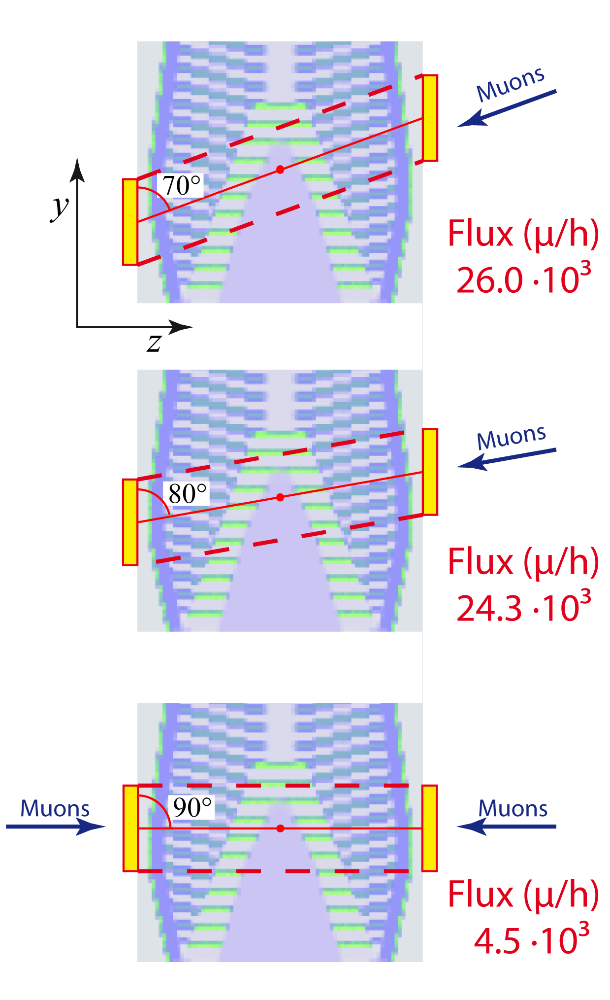 Muons
70°
y
Flux (μ/h)
26.0 ·10³
z
Muons
80°
Flux (μ/h)
24.3 ·10³
Muons
90°
Muons
Flux (μ/h)
4.5 ·10³